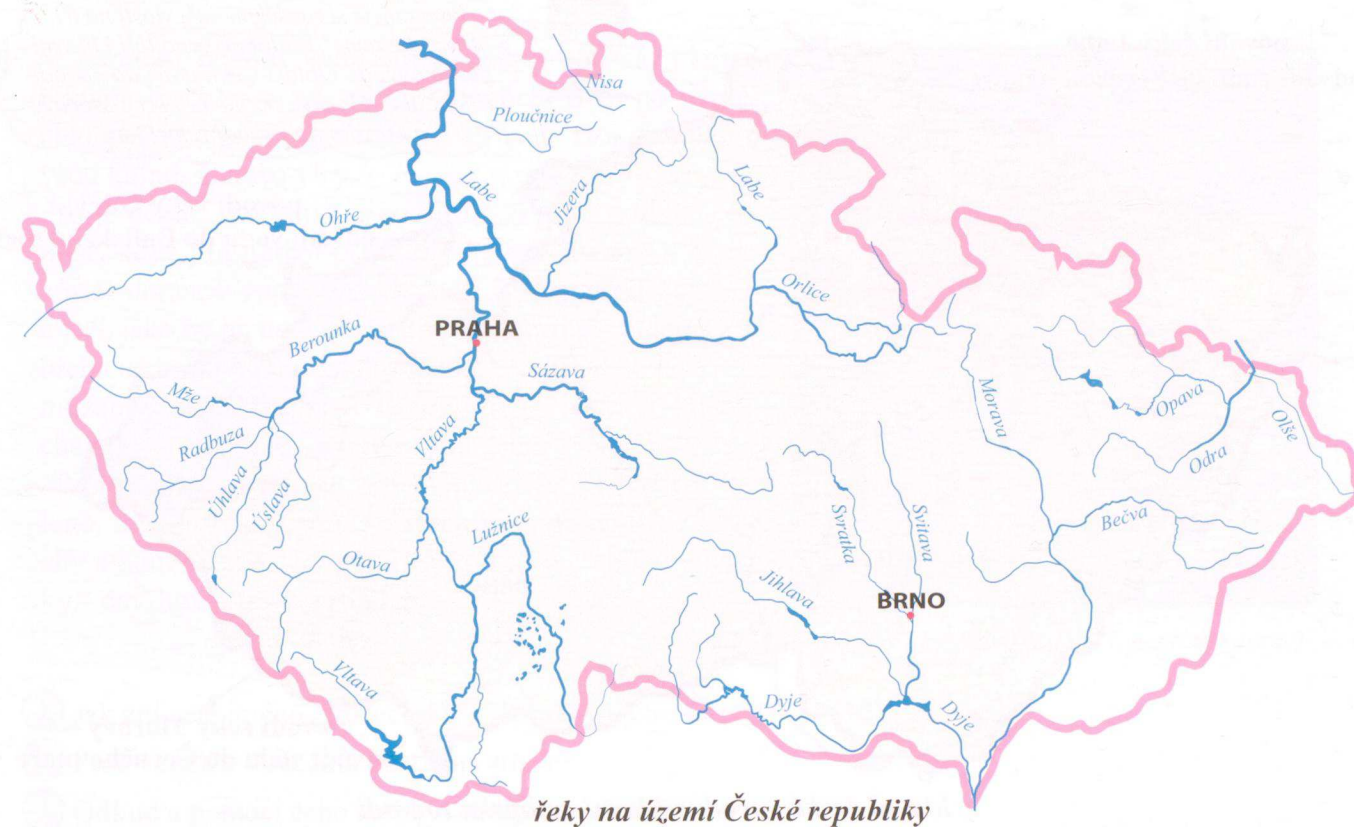 Nisa
Ploučnice
Labe
Labe
Jizera
Ohře
Orlice
PRAHA
Berounka
Sázava
Mže
Radbuza
Úhlava
Úslava
Vltava
Morava
Opava
Olše
Odra
Bečva
Svratka
Svitava
Lužnice
Otava
Jihlava
BRNO
Vltava
Dyje
Dyje
řeky na území České republiky